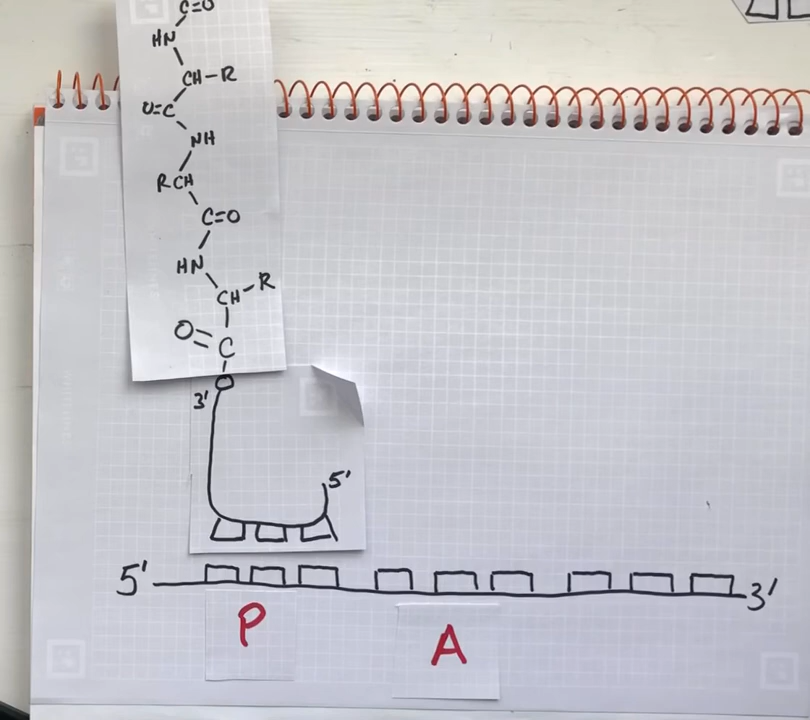 C=O
HN
CH-R
O=C
NH
RCH
C=O
HN
CH-R
O=C
O
3'
5'
5' 3'
P A